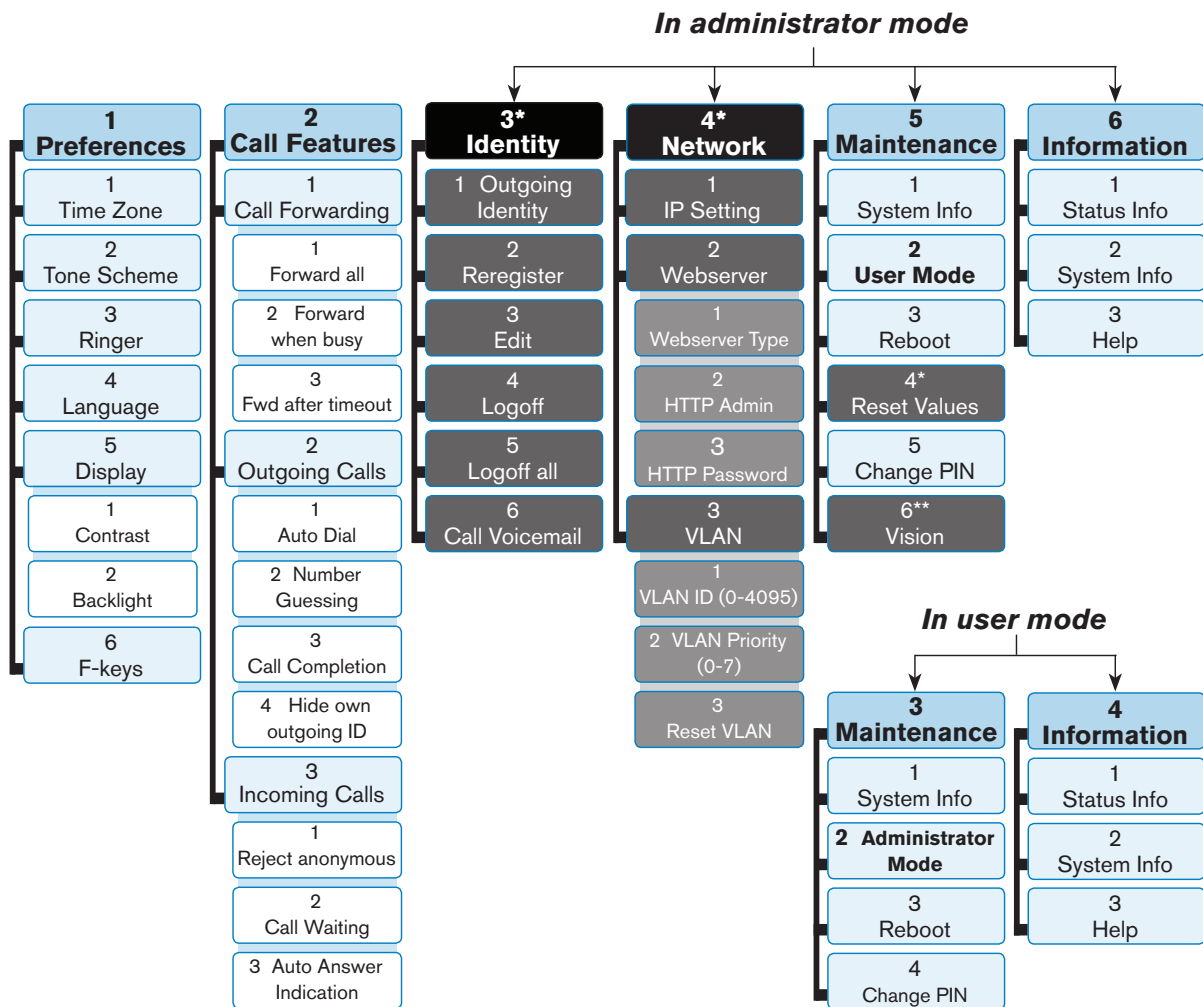 In administrator mode
1
Preferences
1
Time Zone
2
Tone Scheme
3
Ringer
4
Language
5
Display
1
Contrast
2
Backlight
6
F-keys
2
Call Features
1
Call Forwarding
1
Forward all
2 Forward
when busy
3
Fwd after timeout
2
Outgoing Calls
1
Auto Dial
2 Number
Guessing
3
Call Completion
4 Hide own
outgoing ID
3
Incoming Calls
1
Reject anonymous
2
Call Waiting
3 Auto Answer
Indication
3*
Identity
1 Outgoing
Identity
2
Reregister
3
Edit
4
Logoff
5
Logoff all
6
Call Voicemail
4*
Network
1
IP Setting
2
Webserver
1
Webserver Type
2
HTTP Admin
3
HTTP Password
3
VLAN
1
VLAN ID (0-4095)
2 VLAN Priority
(0-7)
3
Reset VLAN
5
Maintenance
1
System Info
2
User Mode
3
Reboot
4*
Reset Values
5
Change PIN
6**
Vision
6
Information
1
Status Info
2
System Info
3
Help
In user mode
3
Maintenance
1
System Info
2 Administrator
Mode
3
Reboot
4
Change PIN
4
Information
1
Status Info
2
System Info
3
Help